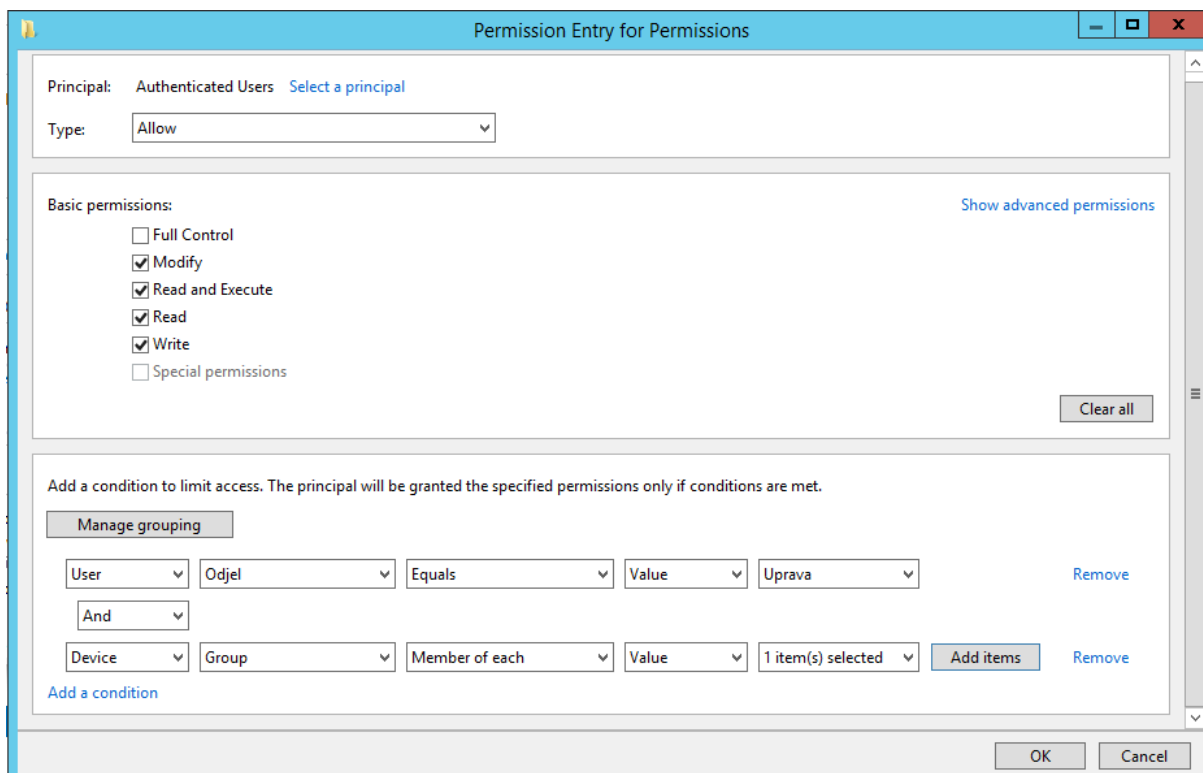 Permission Entry for Permissions
Principal: Authenticated Users Select a principal
Type: Allow
Basic permissions: Show advanced permissions
Full Control
Modify
Read and Execute
Read
Write
Special permissions
Clear all
Add a condition to limit access. The principal will be granted the specified permissions only if conditions are met.
Manage grouping
User Odjel Equals Value Uprava Remove
And
Device Group Member of each Value 1 item(s) selected Add items Remove
Add a condition
OK Cancel